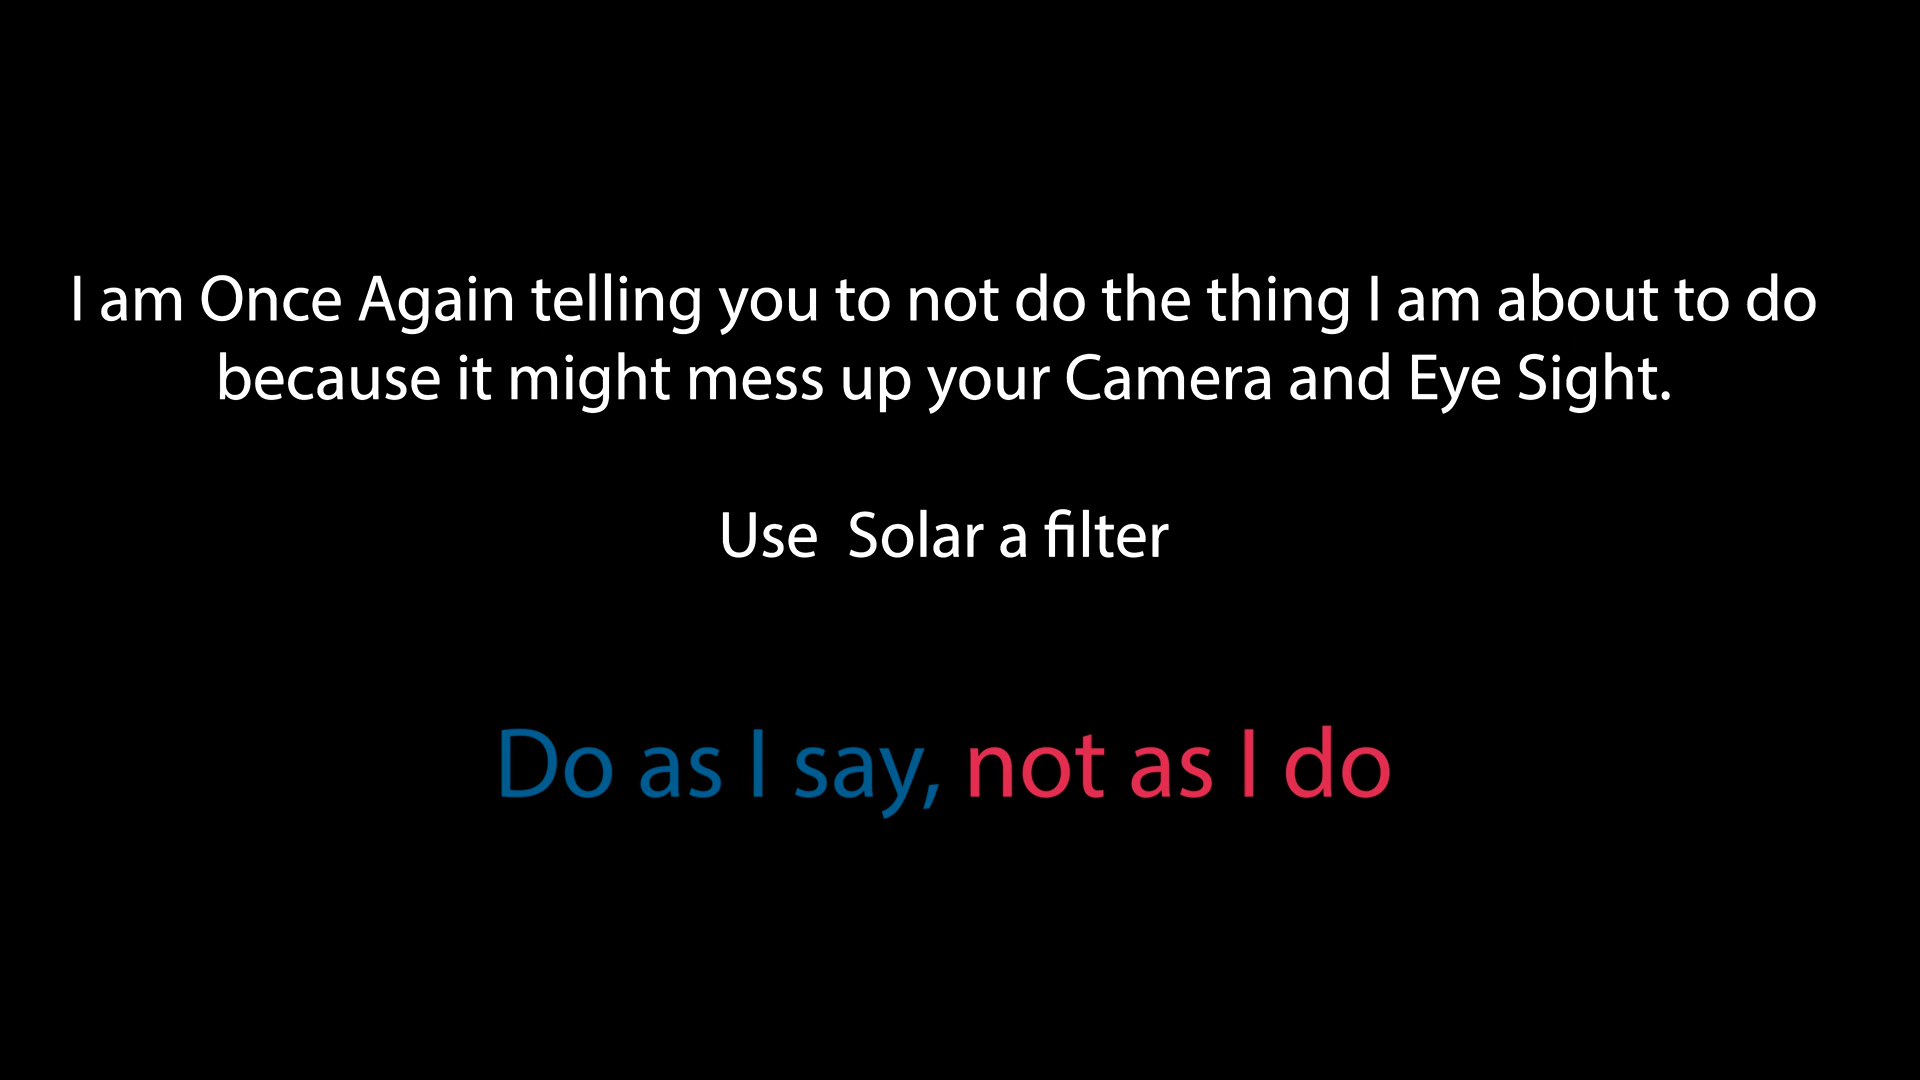 I am Once Again telling you to not do the thing I am about to do
because it might mess up your Camera and Eye Sight.
Use  Solar a filter
Do as I say, not as I do